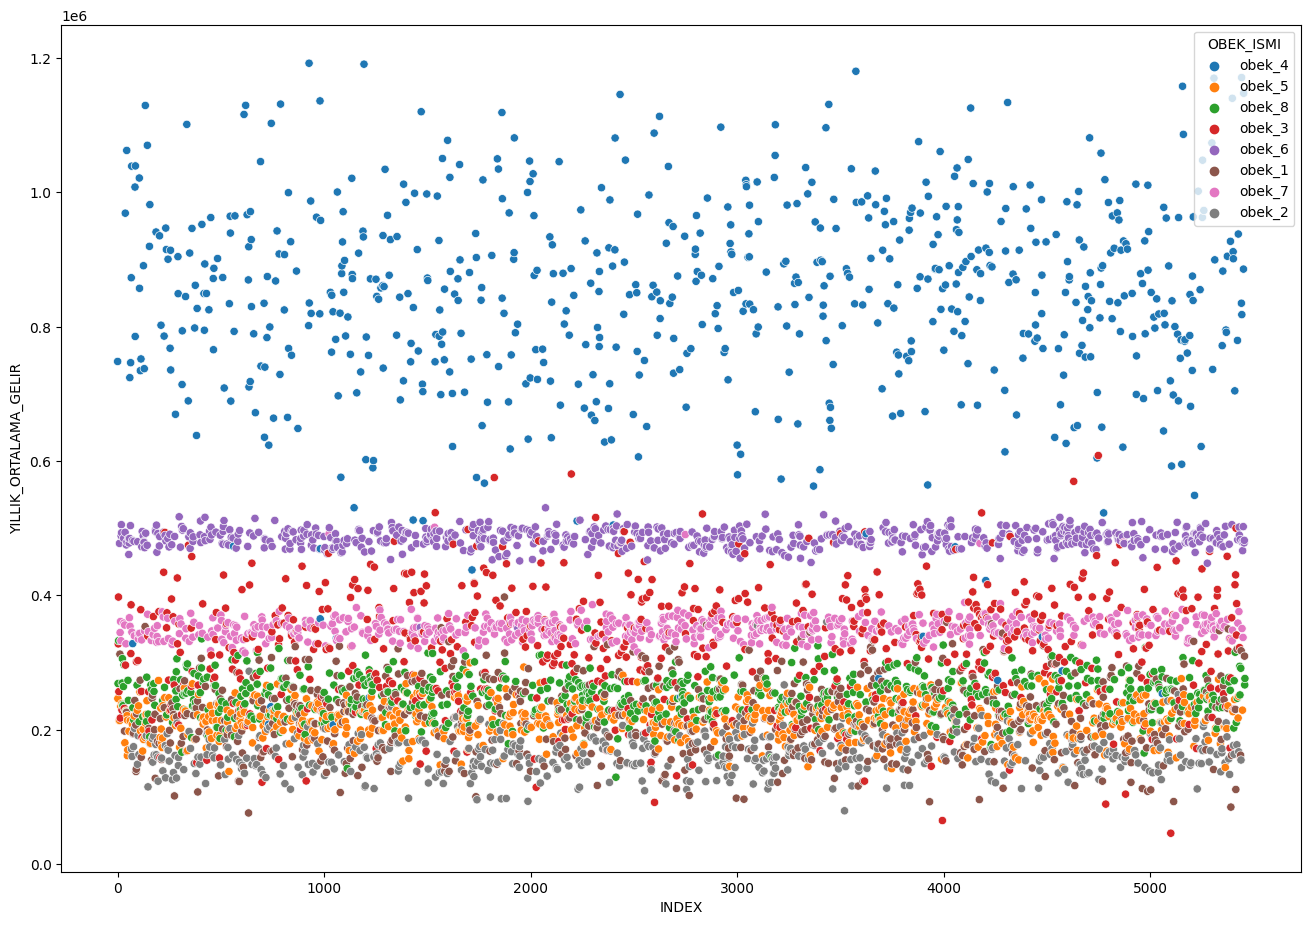 1e6
1.2
1.0
0.8
0.6
0.4
0.2
0.0
YILLIK_ORTALAMA_GELIR
0
1000
2000
3000
4000
5000
INDEX
OBEK_ISMI
obek_4
obek_5
obek_8
obek_3
obek_6
obek_1
obek_7
obek_2